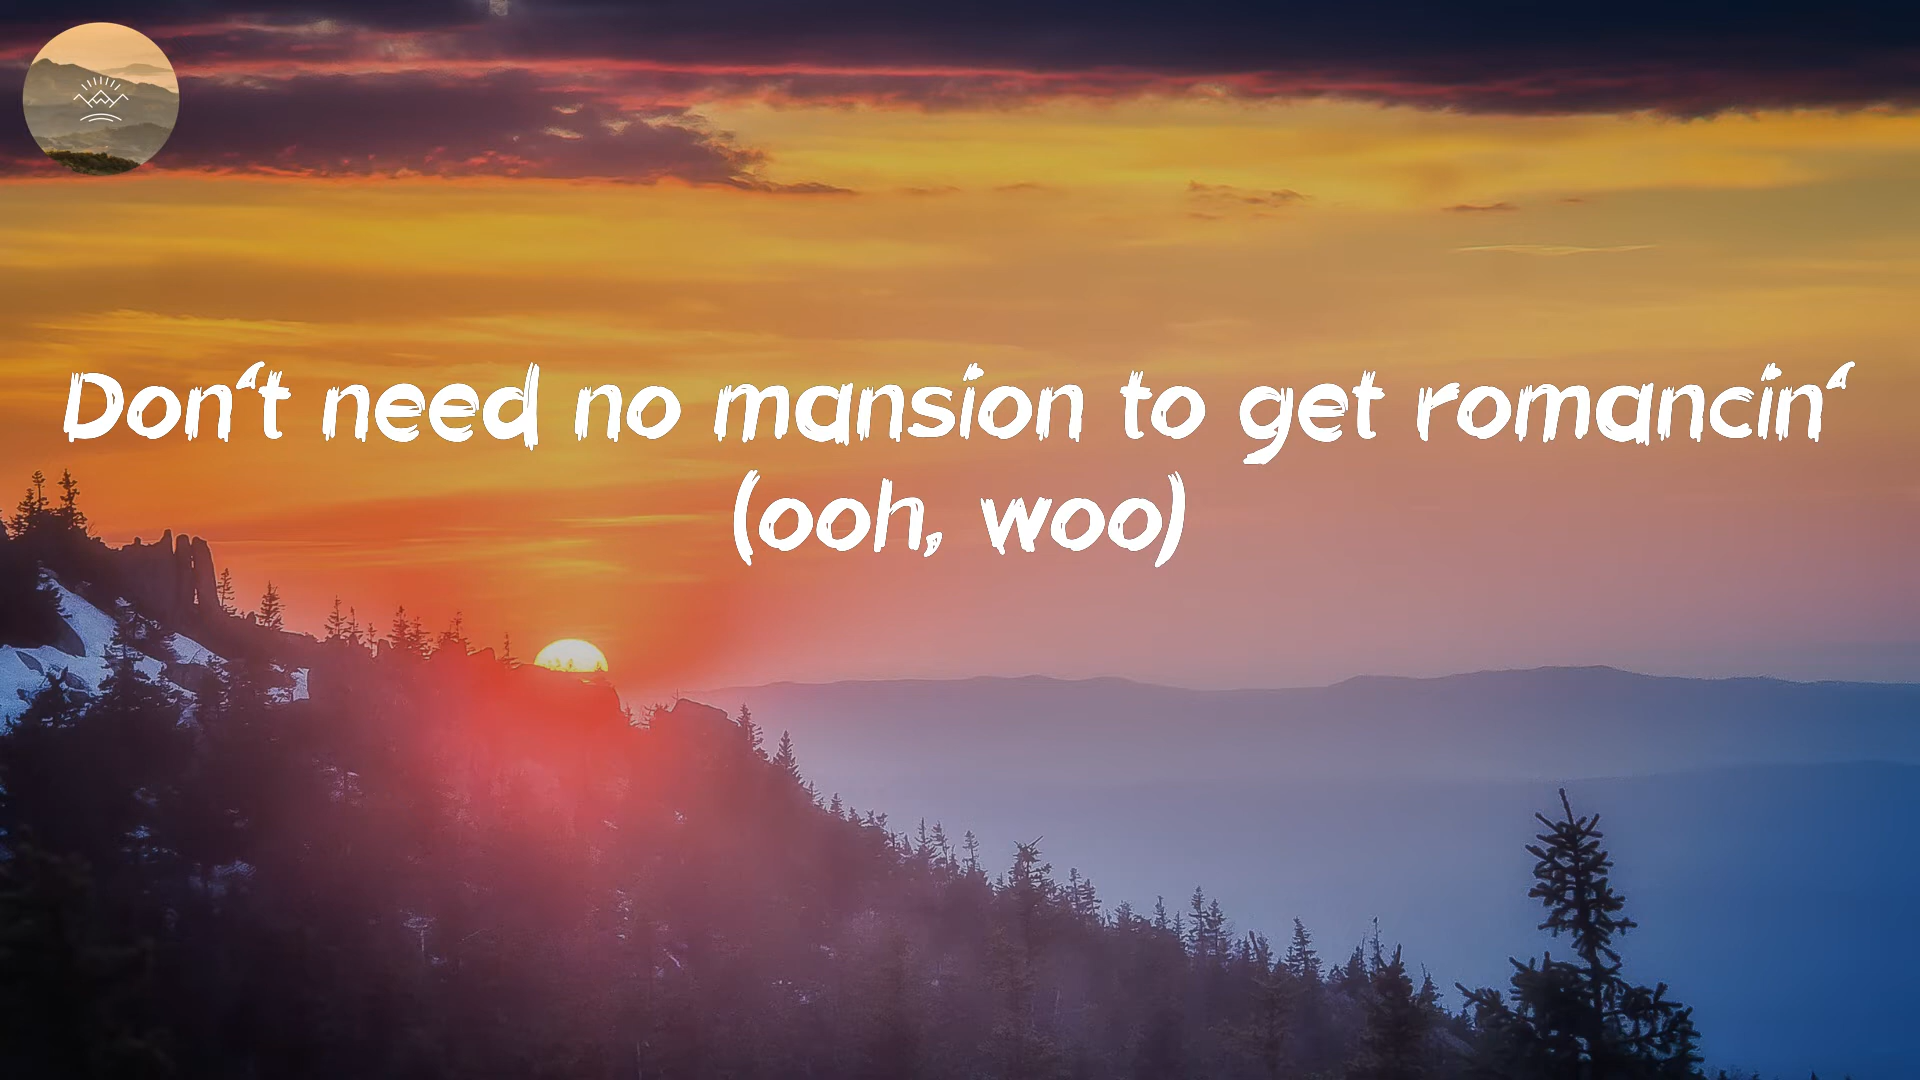 Don‘t need no mansion to get romancin‘
(ooh, woo)